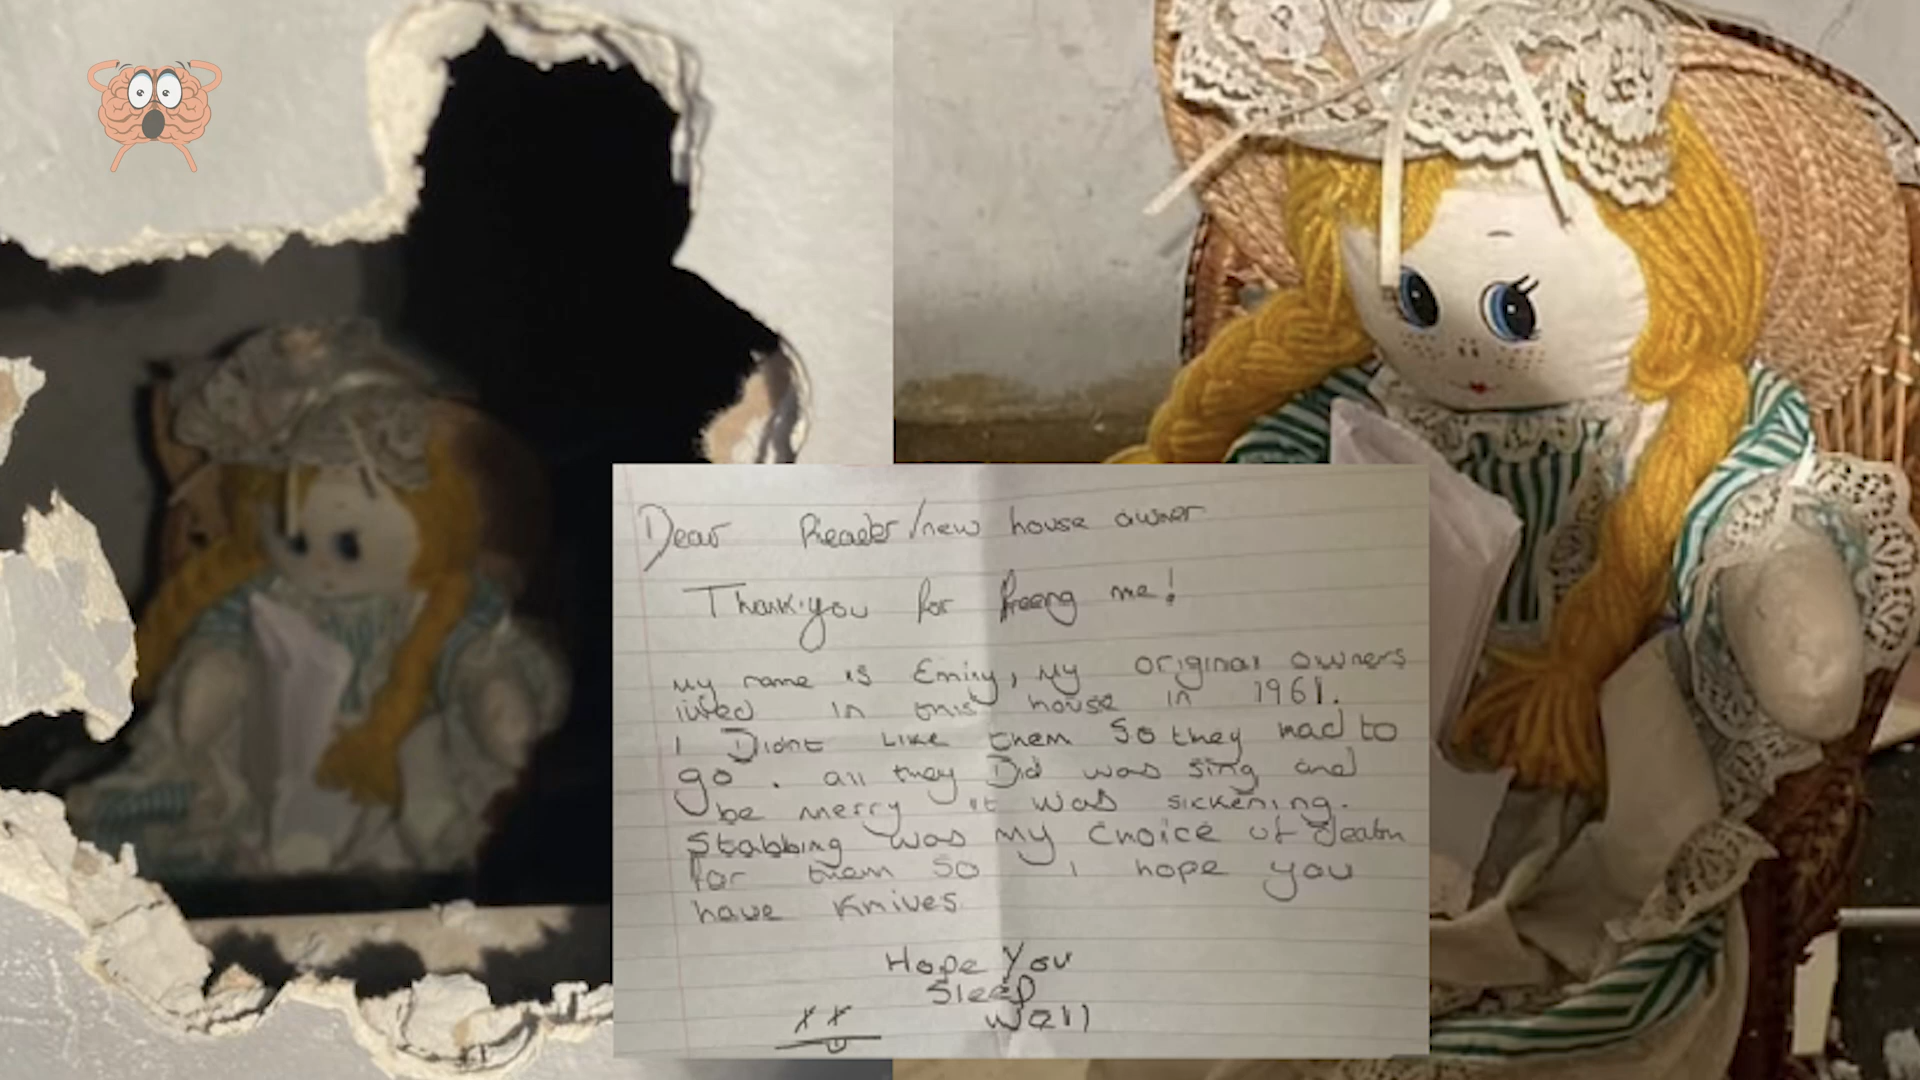 Dear Reader/new house owner
Thank you for freeing me!
my name is Emily, my original owners
lived in this house in 1961.
I Didnt Like them So they had to
go. all they Did was sing and
be merry it was sickening.
Stabbing was my choice of Death
for them So I hope you
have Knives
Hope You
Sleep
Well